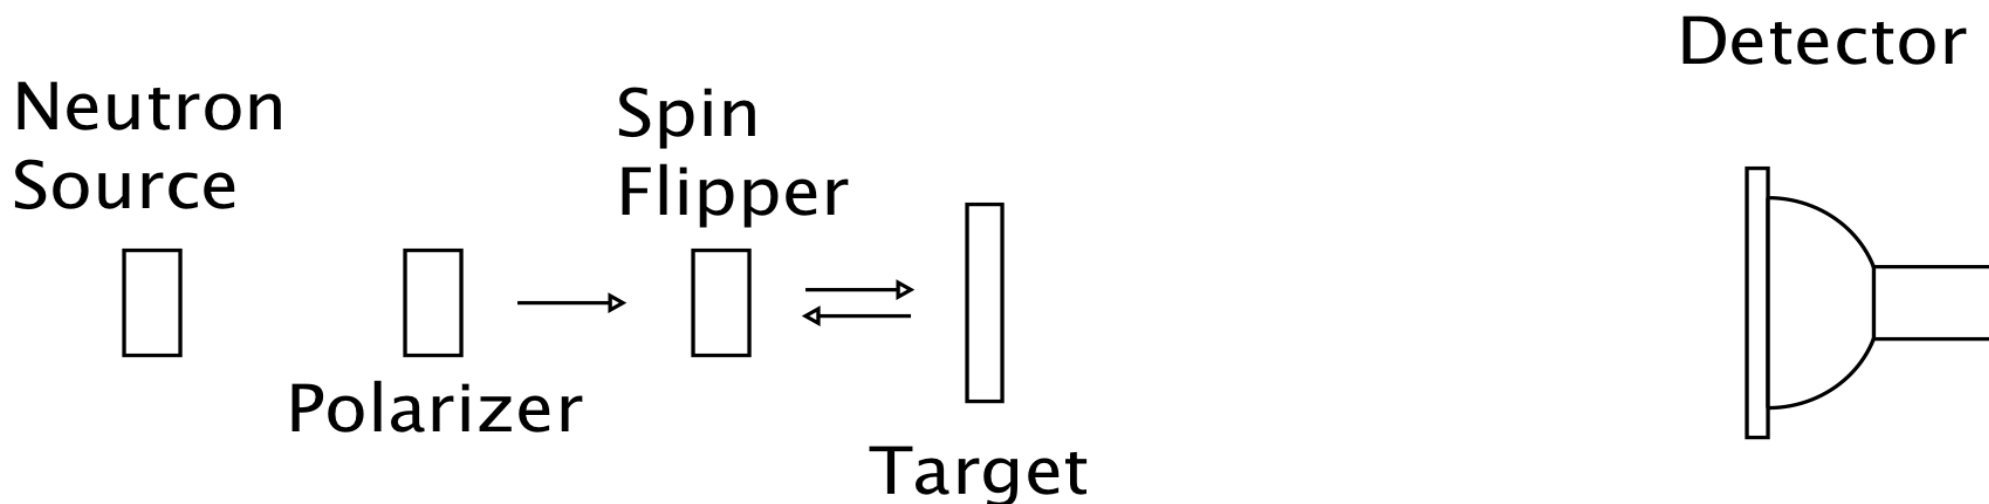 Neutron
Source
Polarizer
Spin
Flipper
Target
Detector